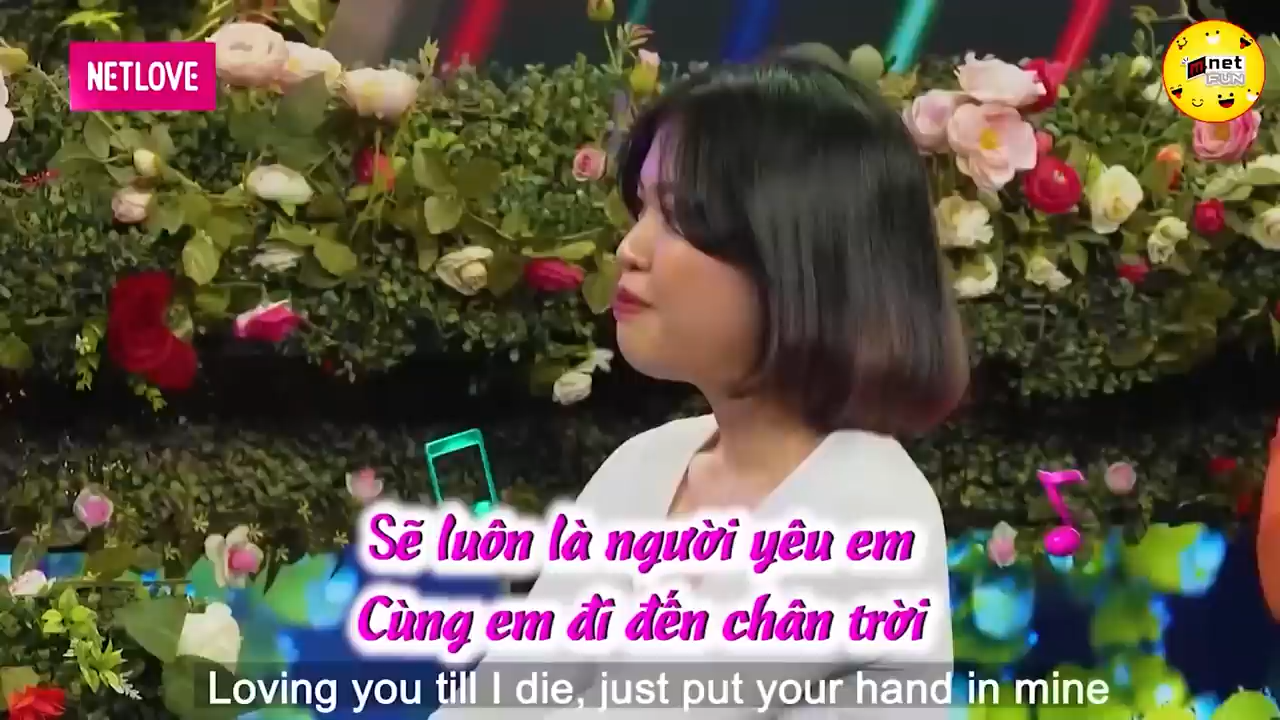 NETLOVE
mnet
FUN
Sẽ luôn là người yêu em
Cùng em đi đến chân trời
Loving you till I die, just put your hand in mine